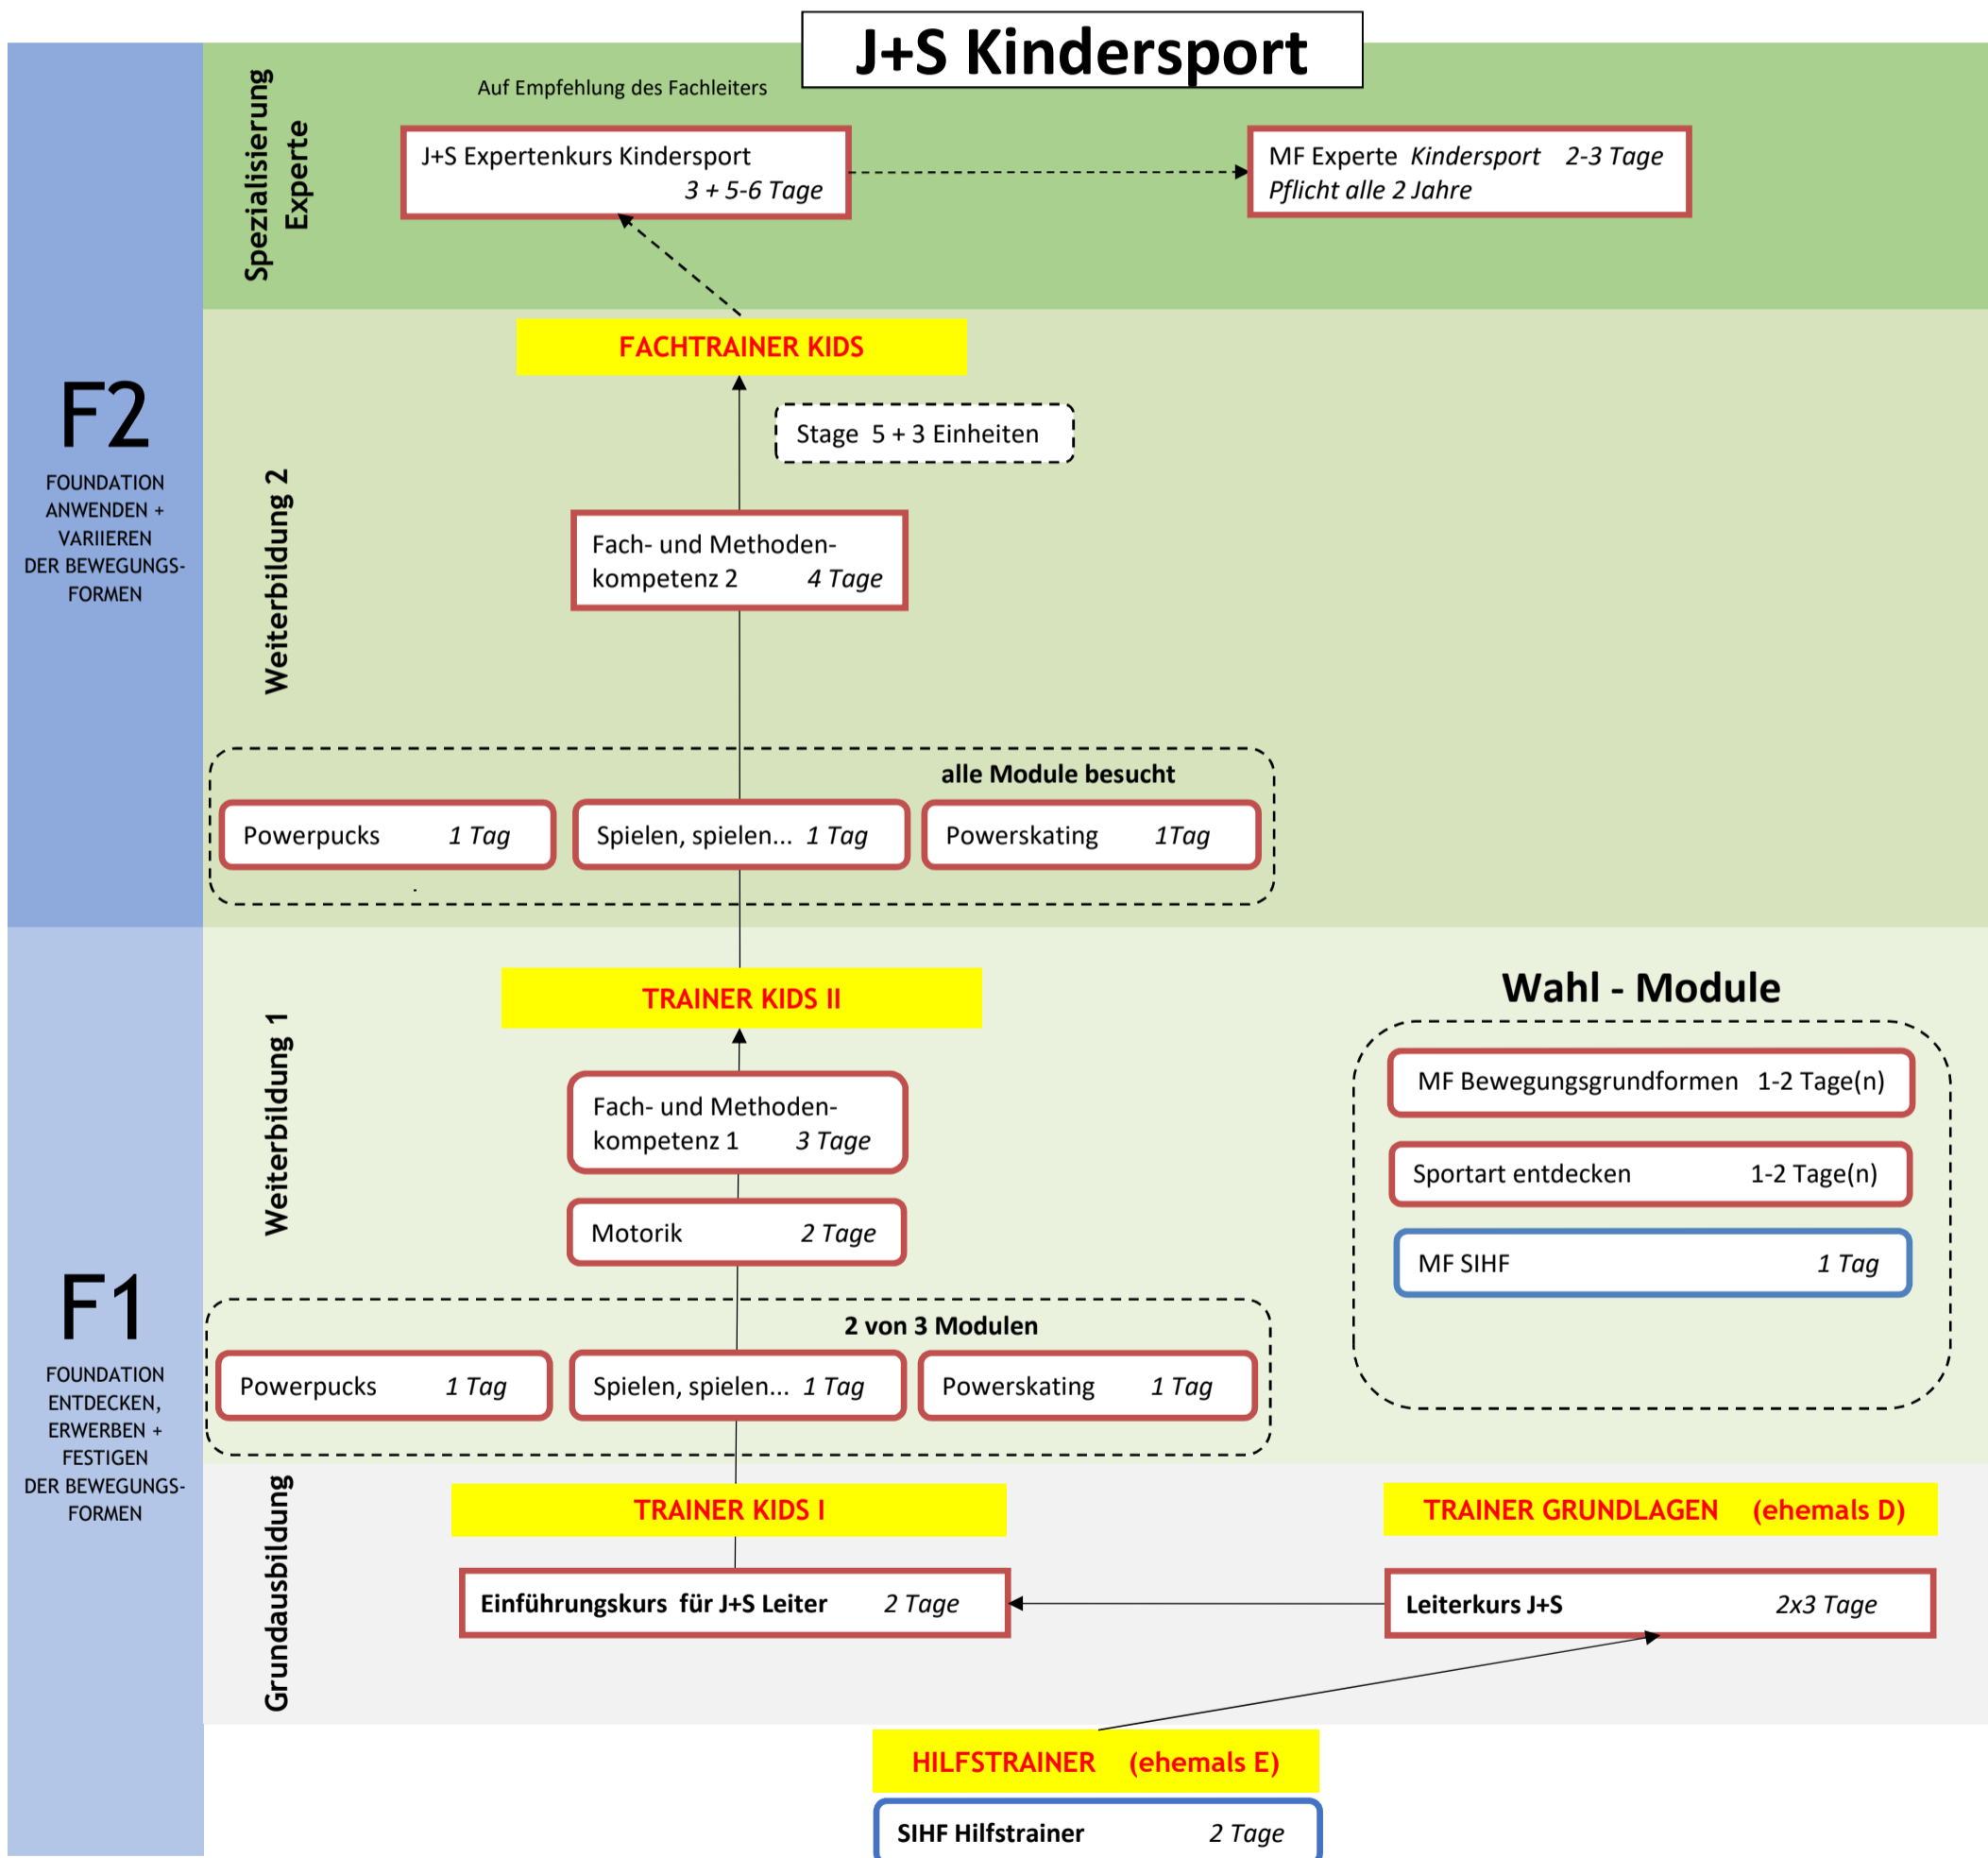 J+S Kindersport
Spezialisierung
Experte
Auf Empfehlung des Fachleiters
J+S Expertenkurs Kindersport
3 + 5-6 Tage
MF Experte Kindersport 2-3 Tage
Pflicht alle 2 Jahre
F2
FOUNDATION
ANWENDEN +
VARIIEREN
DER BEWEGUNGS-
FORMEN
Weiterbildung 2
FACHTRAINER KIDS
Stage 5 + 3 Einheiten
Fach- und Methoden-
kompetenz 2 4 Tage
alle Module besucht
Powerpucks 1 Tag
Spielen, spielen... 1 Tag
Powerskating 1Tag
F1
FOUNDATION
ENTDECKEN,
ERWERBEN +
FESTIGEN
DER BEWEGUNGS-
FORMEN
Weiterbildung 1
TRAINER KIDS II
Fach- und Methoden-
kompetenz 1 3 Tage
Motorik 2 Tage
2 von 3 Modulen
Powerpucks 1 Tag
Spielen, spielen... 1 Tag
Powerskating 1 Tag
Wahl - Module
MF Bewegungsgrundformen 1-2 Tage(n)
Sportart entdecken 1-2 Tage(n)
MF SIHF 1 Tag
Grundausbildung
TRAINER KIDS I
Einführungskurs für J+S Leiter 2 Tage
TRAINER GRUNDLAGEN (ehemals D)
Leiterkurs J+S 2x3 Tage
HILFSTRAINER (ehemals E)
SIHF Hilfstrainer 2 Tage